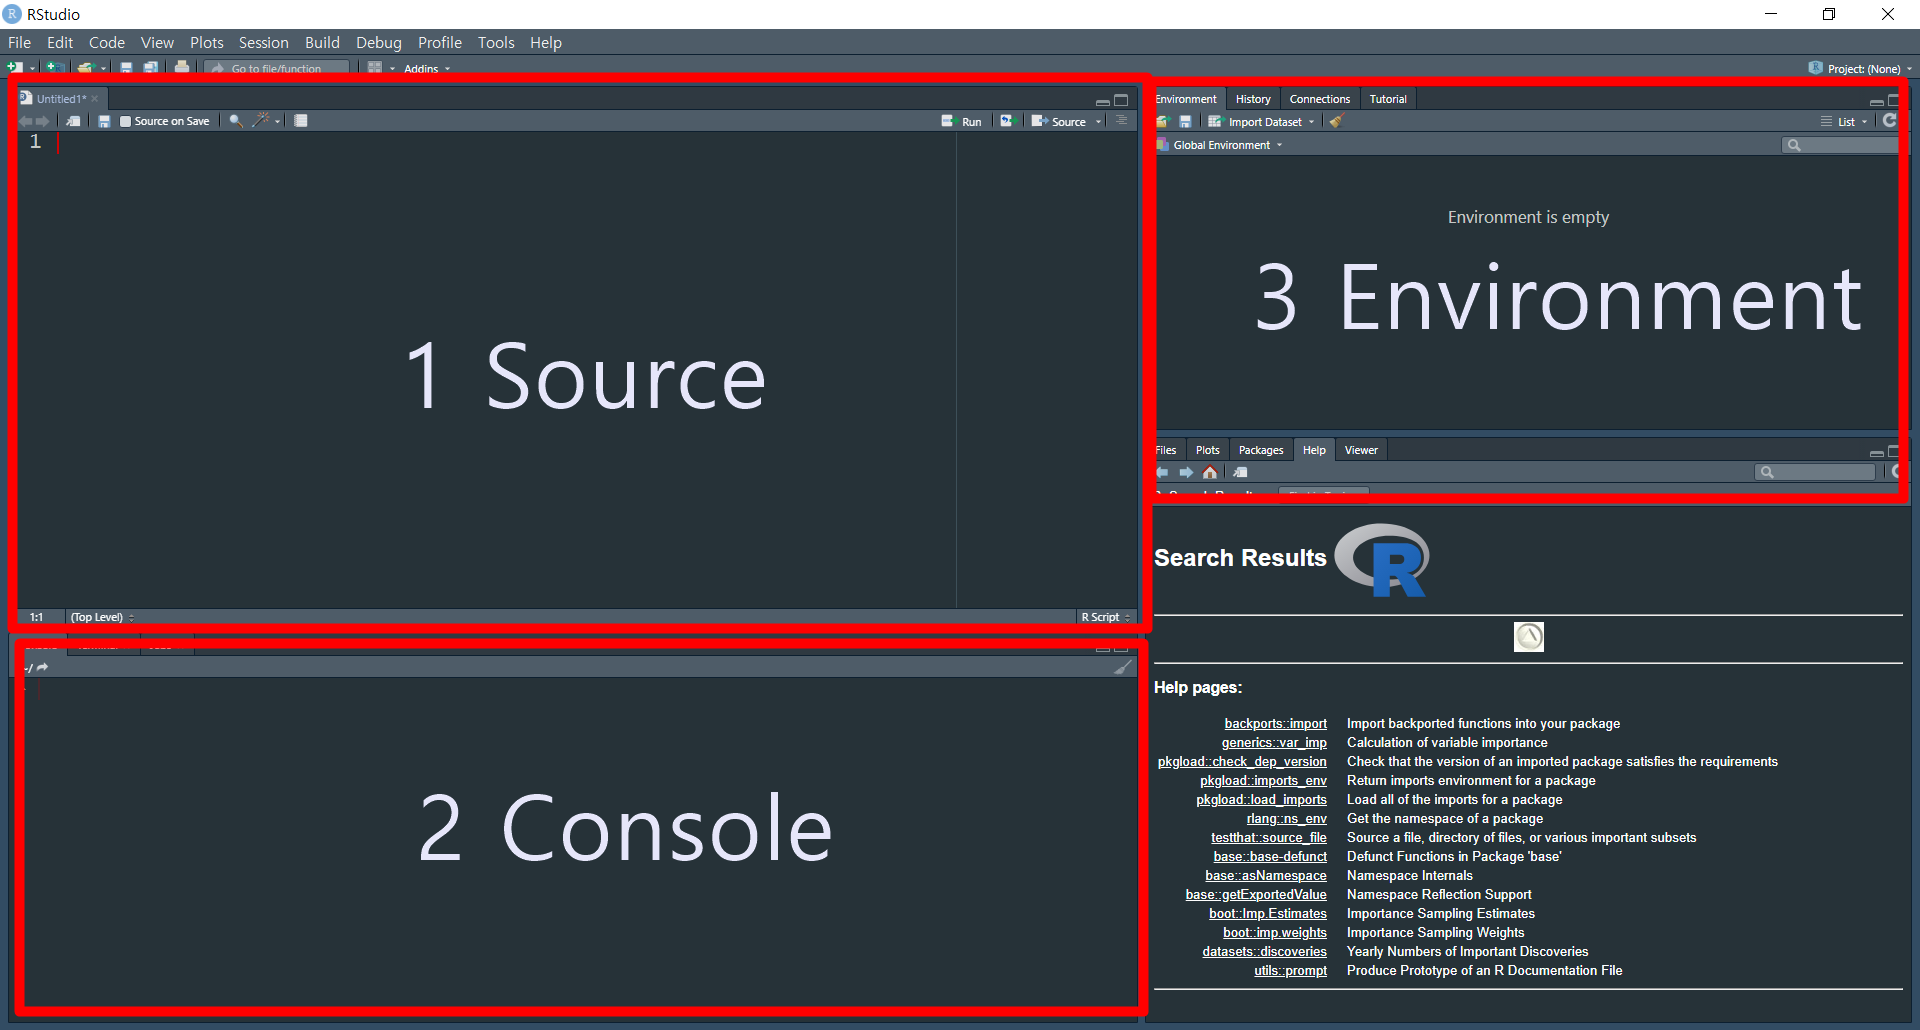 R RStudio
File Edit Code View Plots Session Build Debug Profile Tools Help
Go to file/function Addins Project: (None)
Untitled1*
Source on Save Run Source
1
1 Source
1:1 (Top Level) R Script
2 Console
Environment History Connections Tutorial
Import Dataset List
Global Environment
Environment is empty
3 Environment
Files Plots Packages Help Viewer
Search Results R
Help pages:
backports::import Import backported functions into your package
generics::var_imp Calculation of variable importance
pkgload::check_dep_version Check that the version of an imported package satisfies the requirements
pkgload::imports_env Return imports environment for a package
pkgload::load_imports Load all of the imports for a package
rlang::ns_env Get the namespace of a package
testthat::source_file Source a file, directory of files, or various important subsets
base::base-defunct Defunct Functions in Package 'base'
base::asNamespace Namespace Internals
base::getExportedValue Namespace Reflection Support
boot::Imp.Estimates Importance Sampling Estimates
boot::imp.weights Importance Sampling Weights
datasets::discoveries Yearly Numbers of Important Discoveries
utils::prompt Produce Prototype of an R Documentation File